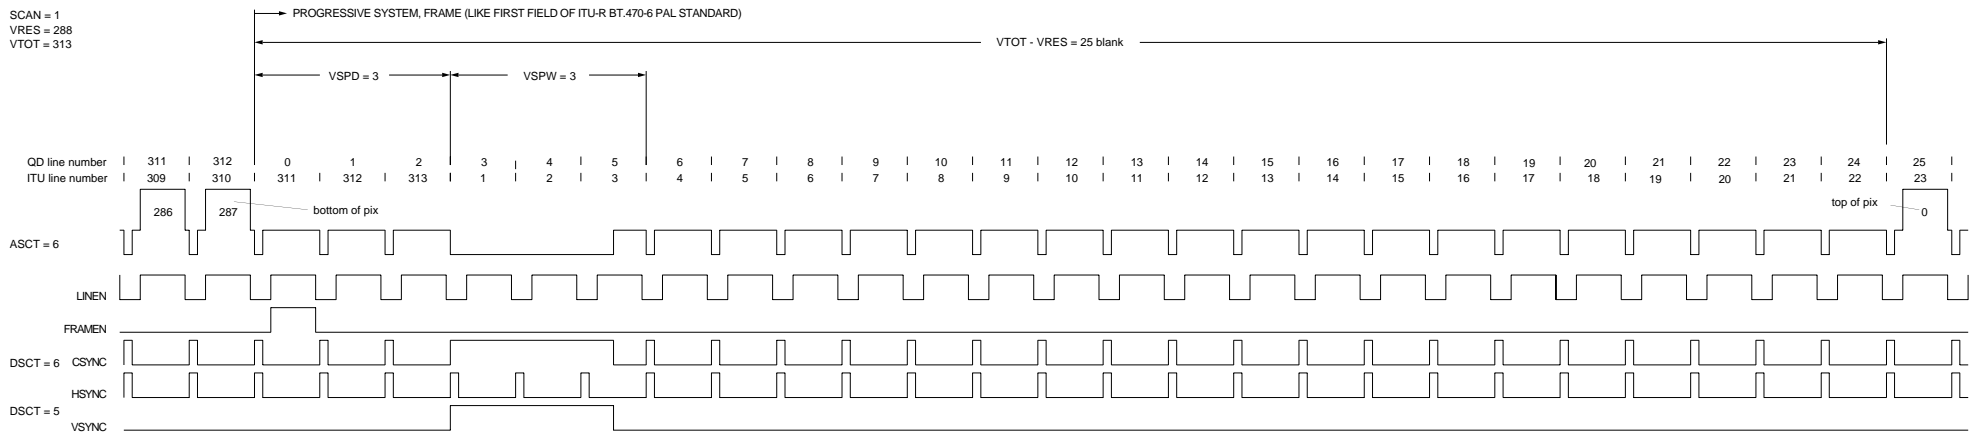 SCAN = 1
VRES = 288
VTOT = 313
PROGRESSIVE SYSTEM, FRAME (LIKE FIRST FIELD OF ITU-R BT.470-6 PAL STANDARD)
VTOT - VRES = 25 blank
VSPD = 3 VSPW = 3
QD line number 311 312 0 1 2 3 4 5 6 7 8 9 10 11 12 13 14 15 16 17 18 19 20 21 22 23 24 25
ITU line number 309 310 311 312 313 1 2 3 4 5 6 7 8 9 10 11 12 13 14 15 16 17 18 19 20 21 22 23
286 287 bottom of pix top of pix 0
ASCT = 6
LINEN
FRAMEN
DSCT = 6 CSYNC
HSYNC
DSCT = 5
VSYNC